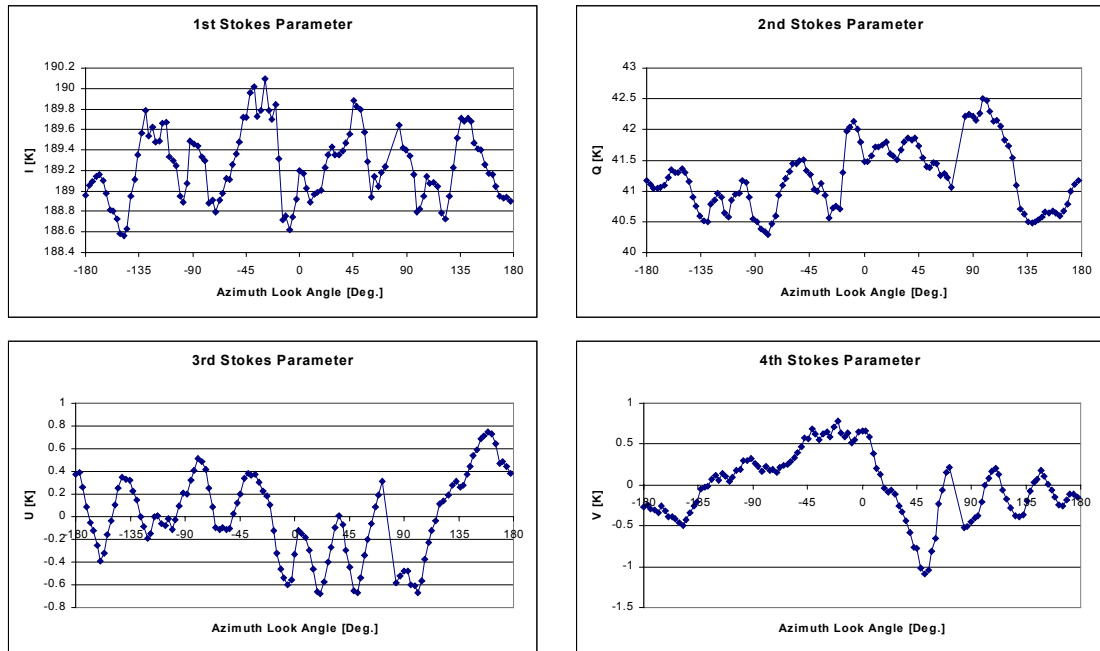 1st Stokes Parameter
I [K]
190.2
190
189.8
189.6
189.4
189.2
189
188.8
188.6
188.4
-180 -135 -90 -45 0 45 90 135 180
Azimuth Look Angle [Deg.]
2nd Stokes Parameter
Q [K]
43
42.5
42
41.5
41
40.5
40
-180 -135 -90 -45 0 45 90 135 180
Azimuth Look Angle [Deg.]
3rd Stokes Parameter
U [K]
1
0.8
0.6
0.4
0.2
0
-0.2
-0.4
-0.6
-0.8
-180 -135 -90 -45 0 45 90 135 180
Azimuth Look Angle [Deg.]
4th Stokes Parameter
V [K]
1
0.5
0
-0.5
-1
-1.5
-180 -135 -90 -45 0 45 90 135 180
Azimuth Look Angle [Deg.]